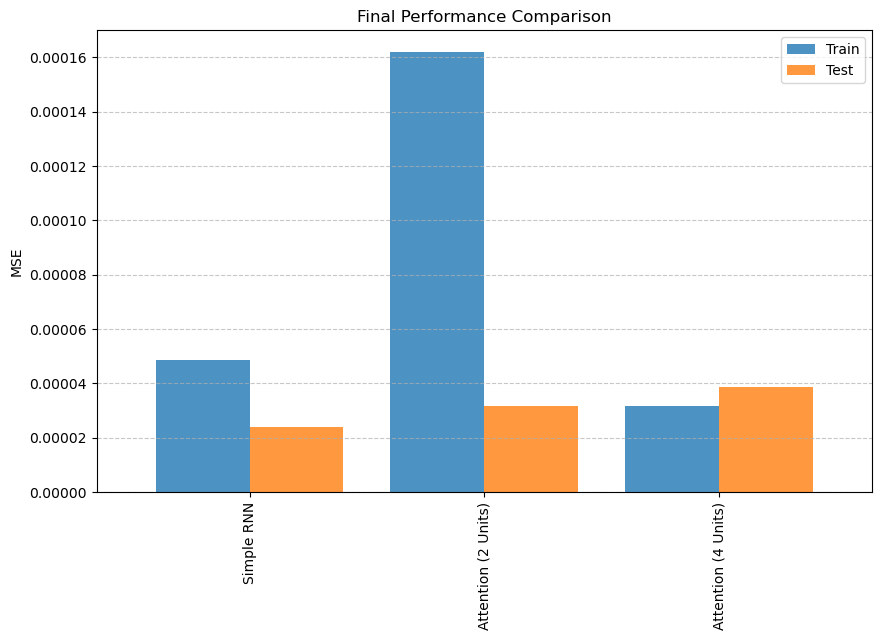 Final Performance Comparison
Train
Test
MSE
0.00016
0.00014
0.00012
0.00010
0.00008
0.00006
0.00004
0.00002
0.00000
Simple RNN
Attention (2 Units)
Attention (4 Units)